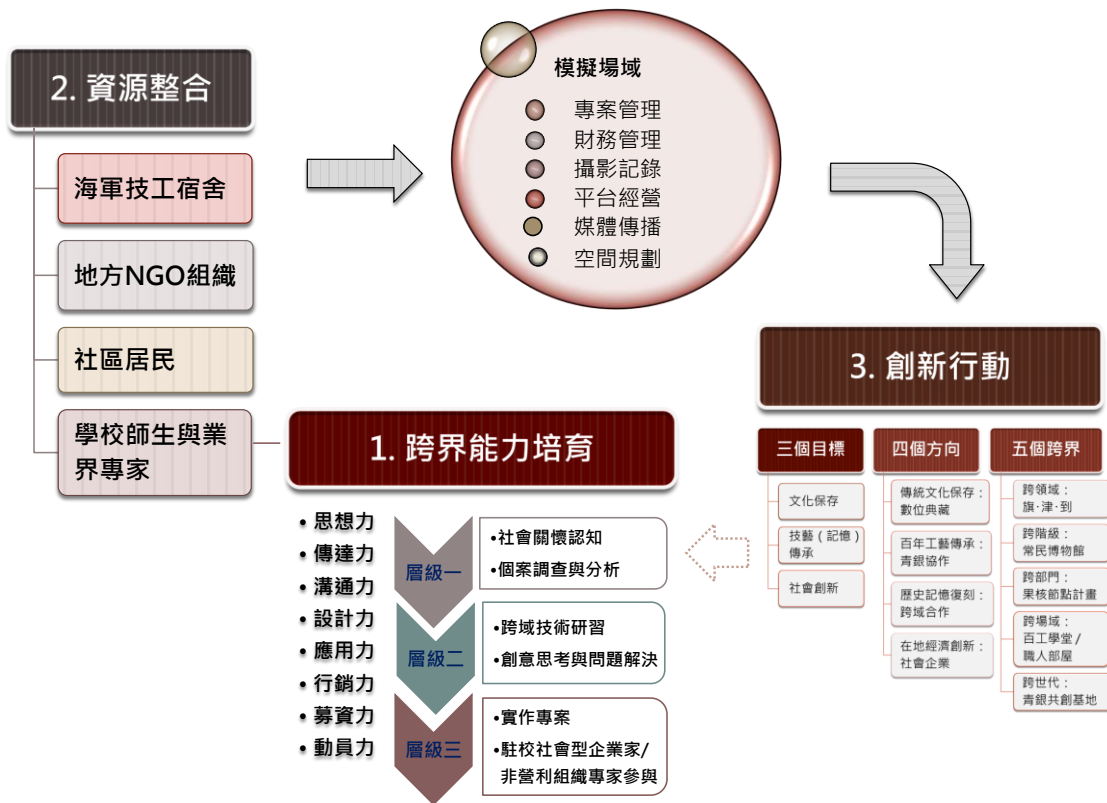 2. 資源整合
海軍技工宿舍
地方NGO組織
社區居民
學校師生與業
界專家
模擬場域
專案管理
財務管理
攝影記錄
平台經營
媒體傳播
空間規劃
1. 跨界能力培育
• 思想力
• 傳達力
• 溝通力
• 設計力
• 應用力
• 行銷力
• 募資力
• 動員力
層級一
•社會關懷認知
•個案調查與分析
層級二
•跨域技術研習
•創意思考與問題解決
層級三
•實作專案
•駐校社會型企業家/
非營利組織專家參與
3. 創新行動
三個目標
文化保存
技藝（記憶）
傳承
社會創新
四個方向
傳統文化保存：
數位典藏
百年工藝傳承：
青銀協作
歷史記憶復刻：
跨域合作
在地經濟創新：
社會企業
五個跨界
跨領域：
旗·津·到
跨階級：
常民博物館
跨部門：
果核節點計畫
跨場域：
百工學堂/
職人部屋
跨世代：
青銀共創基地